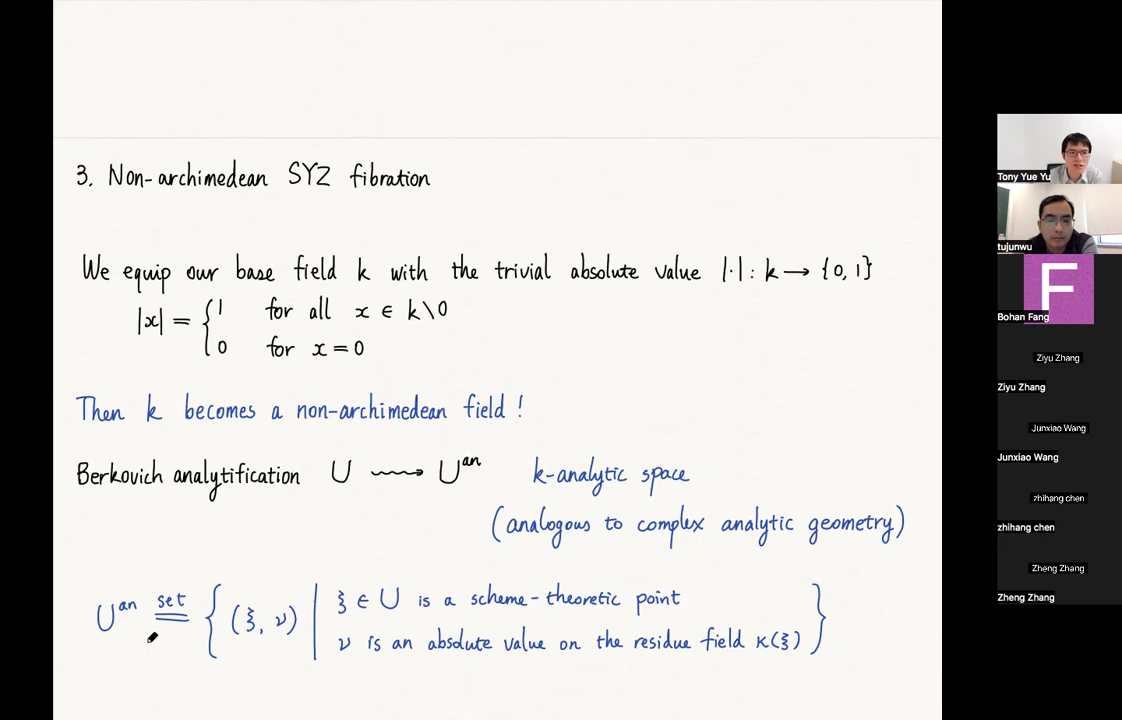 3. Non-archimedean SYZ fibration
We equip our base field k with the trivial absolute value |·| : k → {0, 1}
|x| = { 1 for all x ∈ k\0
0 for x = 0
Then k becomes a non-archimedean field !
Berkovich analytification U ⟿ U^an k-analytic space
(analogous to complex analytic geometry)
U^an set = { (ξ, ν) | ξ ∈ U is a scheme-theoretic point
ν is an absolute value on the residue field κ(ξ) }
Tony Yue Yu
tujunwu
F
Bohan Fang
Ziyu Zhang
Ziyu Zhang
Junxiao Wang
Junxiao Wang
zhihang chen
zhihang chen
Zheng Zhang
Zheng Zhang